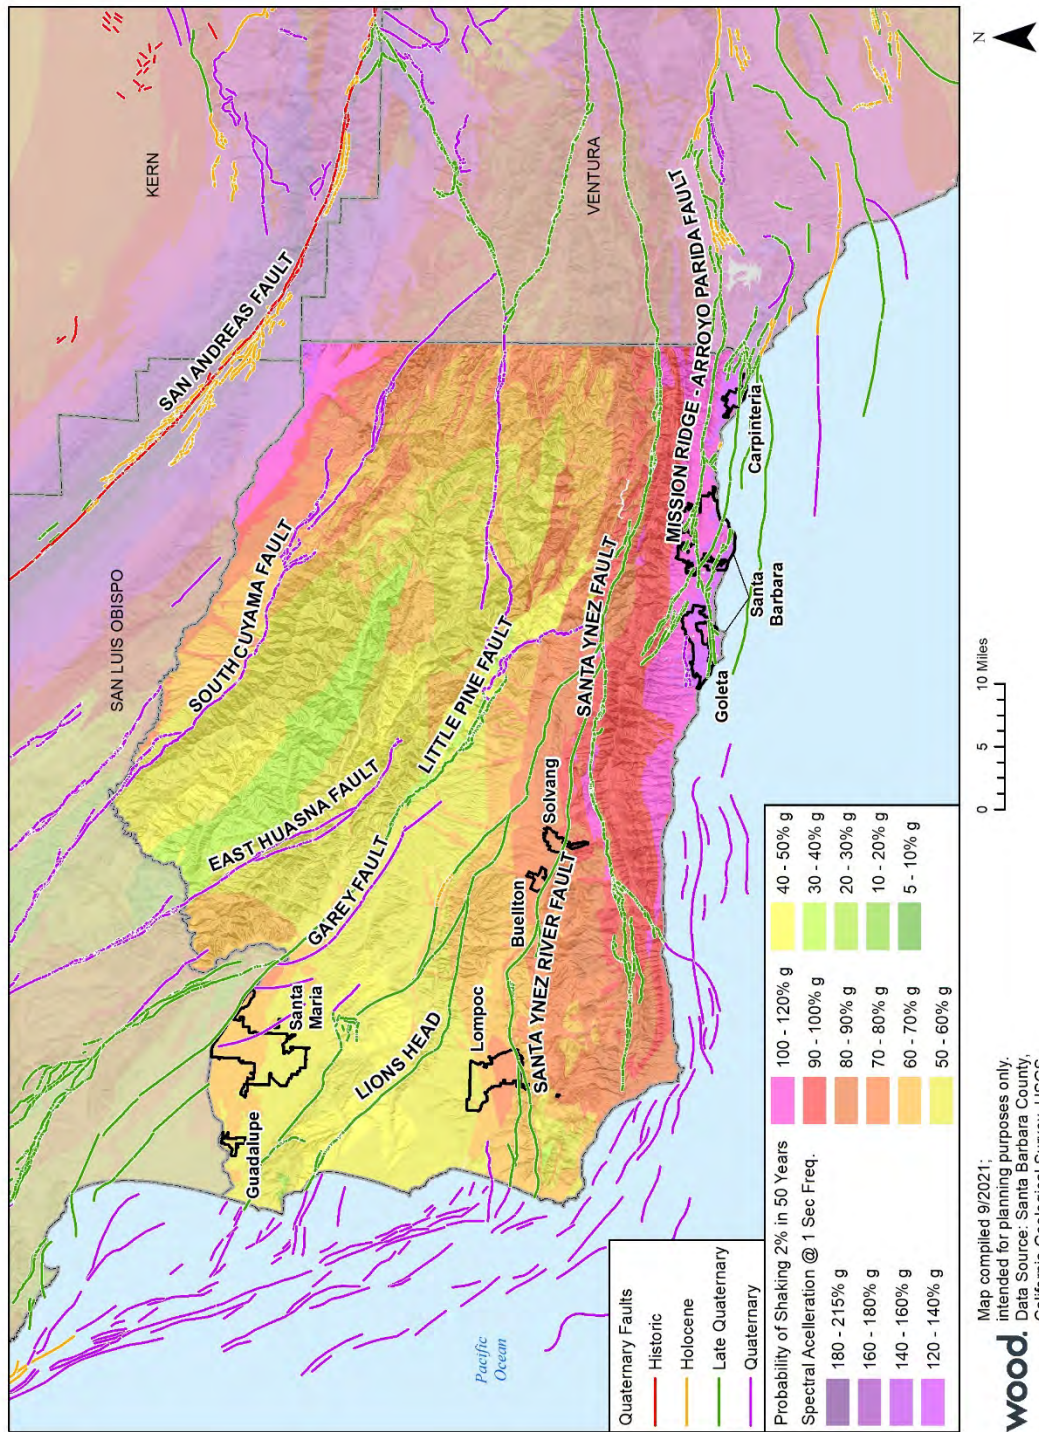 KERN
SAN LUIS OBISPO
VENTURA
SAN ANDREAS FAULT
SOUTH CUYAMA FAULT
EAST HUASNA FAULT
GAREY FAULT
LITTLE PINE FAULT
LIONS HEAD
SANTA YNEZ FAULT
SANTA YNEZ RIVER FAULT
MISSION RIDGE - ARROYO PARIDA FAULT
Guadalupe
Santa
Maria
Lompoc
Buellton
Solvang
Goleta
Santa
Barbara
Carpinteria
Pacific
Ocean
Quaternary Faults
Historic
Holocene
Late Quaternary
Quaternary
Probability of Shaking 2% in 50 Years
Spectral Acelleration @ 1 Sec Freq.
180 - 215% g
160 - 180% g
140 - 160% g
120 - 140% g
100 - 120% g
90 - 100% g
80 - 90% g
70 - 80% g
60 - 70% g
50 - 60% g
40 - 50% g
30 - 40% g
20 - 30% g
10 - 20% g
5 - 10% g
0 5 10 Miles
N
wood.
Map compiled 9/2021;
intended for planning purposes only.
Data Source: Santa Barbara County,
California Geological Survey, USGS